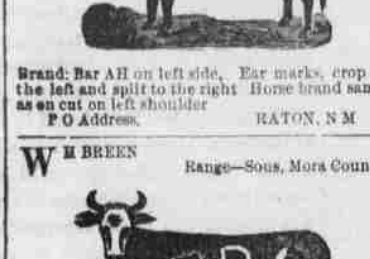 Brand: Bar AH on left side, Ear marks, crop
the left and split to the right Horse brand sam
as on cut on left shoulder
P O Address. RATON, N M
W M BREEN
Range—Sous, Mora Coun